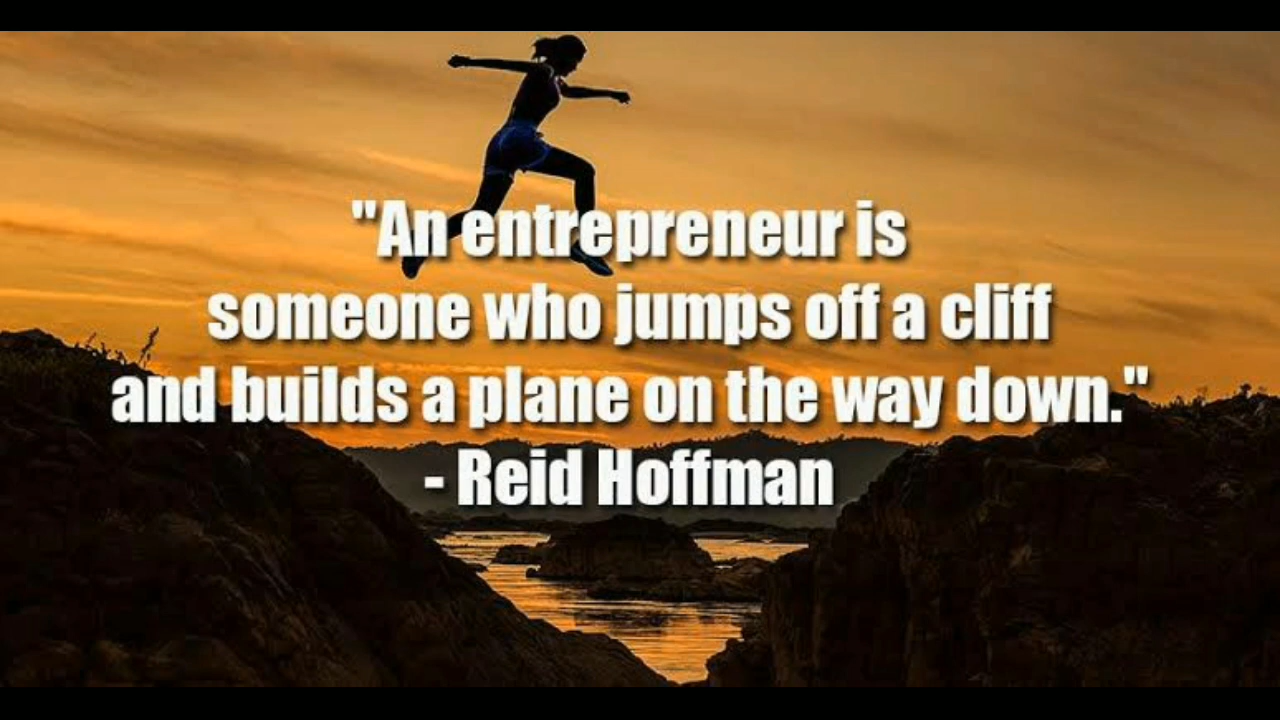 "An entrepreneur is
someone who jumps off a cliff
and builds a plane on the way down."
- Reid Hoffman